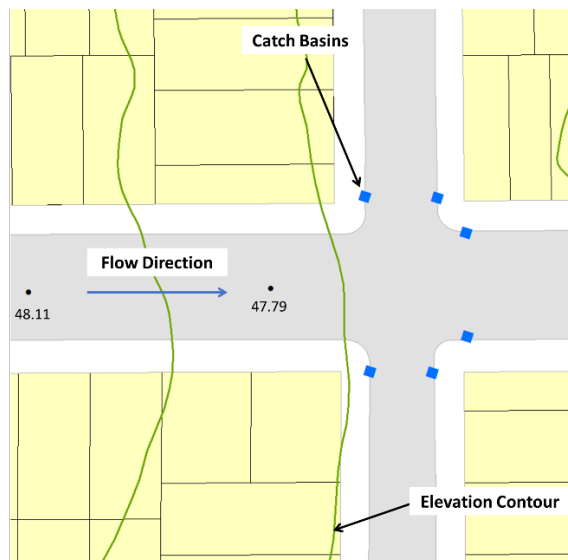 Catch Basins
Flow Direction
48.11
47.79
Elevation Contour